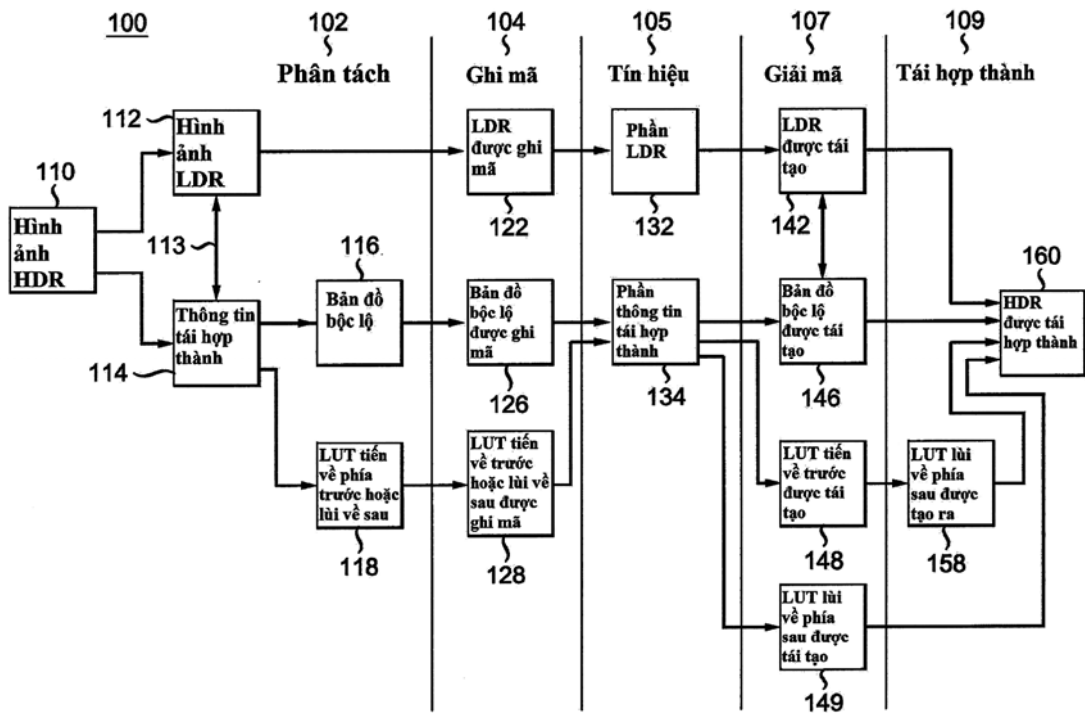 100
102
104
105
107
109
Phân tách
Ghi mã
Tín hiệu
Giải mã
Tái hợp thành
112
Hình
ảnh
LDR
LDR
được ghi
mã
122
Phần
LDR
132
LDR
được tái
tạo
142
110
Hình
ảnh
HDR
113
116
Bản đồ
bộc lộ
Thông tin
tái hợp
thành
114
Bản đồ
bộc lộ
được ghi
mã
126
Phần
thông tin
tái hợp
thành
134
Bản đồ
bộc lộ
được tái
tạo
146
160
HDR
được tái
hợp thành
LUT tiến
về phía
trước hoặc
lùi về sau
118
LUT tiến
về trước
hoặc lùi về
sau được
ghi mã
128
LUT tiến
về trước
được tái
tạo
148
LUT lùi
về phía
sau được
tạo ra
158
LUT lùi
về phía
sau được
tái tạo
149